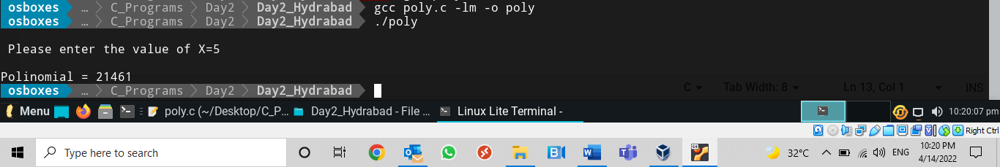 osboxes … C_Programs Day2 Day2_Hydrabad gcc poly.c -lm -o poly
osboxes … C_Programs Day2 Day2_Hydrabad ./poly
Please enter the value of X=5
Polinomial = 21461
osboxes … C_Programs Day2 Day2_Hydrabad
C Tab Width: 8 Ln 13, Col 1 INS
Menu poly.c (~/Desktop/C_P... Day2_Hydrabad - File ... Linux Lite Terminal - 10:20:07 pm
Right Ctrl
Type here to search 32°C ENG 10:20 PM
4/14/2022